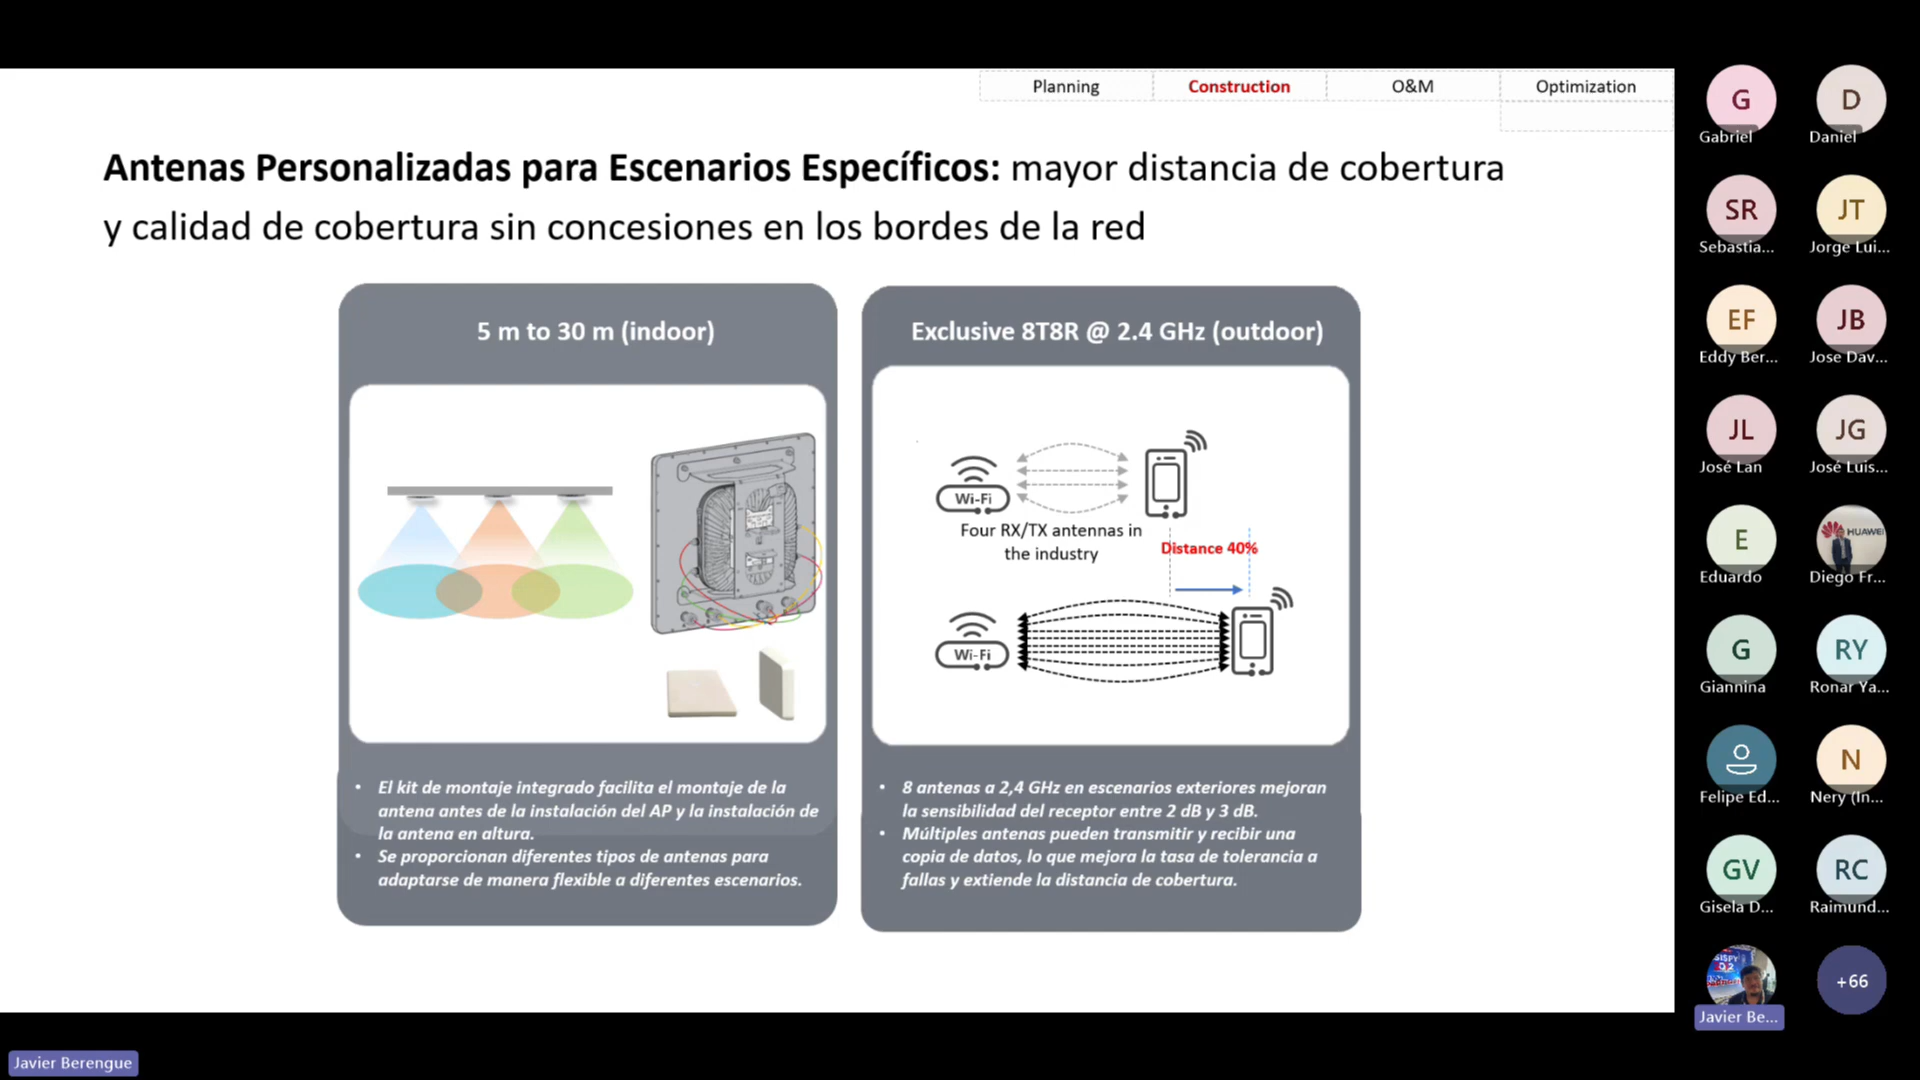 Planning
Construction
O&M
Optimization
Antenas Personalizadas para Escenarios Específicos: mayor distancia de cobertura
y calidad de cobertura sin concesiones en los bordes de la red
5 m to 30 m (indoor)
El kit de montaje integrado facilita el montaje de la
antena antes de la instalación del AP y la instalación de
la antena en altura.
Se proporcionan diferentes tipos de antenas para
adaptarse de manera flexible a diferentes escenarios.
Exclusive 8T8R @ 2.4 GHz (outdoor)
Wi-Fi
Four RX/TX antennas in
the industry
Distance 40%
Wi-Fi
8 antenas a 2,4 GHz en escenarios exteriores mejoran
la sensibilidad del receptor entre 2 dB y 3 dB.
Múltiples antenas pueden transmitir y recibir una
copia de datos, lo que mejora la tasa de tolerancia a
fallas y extiende la distancia de cobertura.
G
Gabriel
D
Daniel
SR
Sebastia...
JT
Jorge Lui...
EF
Eddy Ber...
JB
Jose Dav...
JL
José Lan
JG
José Luis...
E
Eduardo
HUAWEI
Diego Fr...
G
Giannina
RY
Ronar Ya...
Felipe Ed...
N
Nery (In...
GV
Gisela D...
RC
Raimund...
Javier Be...
+66
Javier Berengue